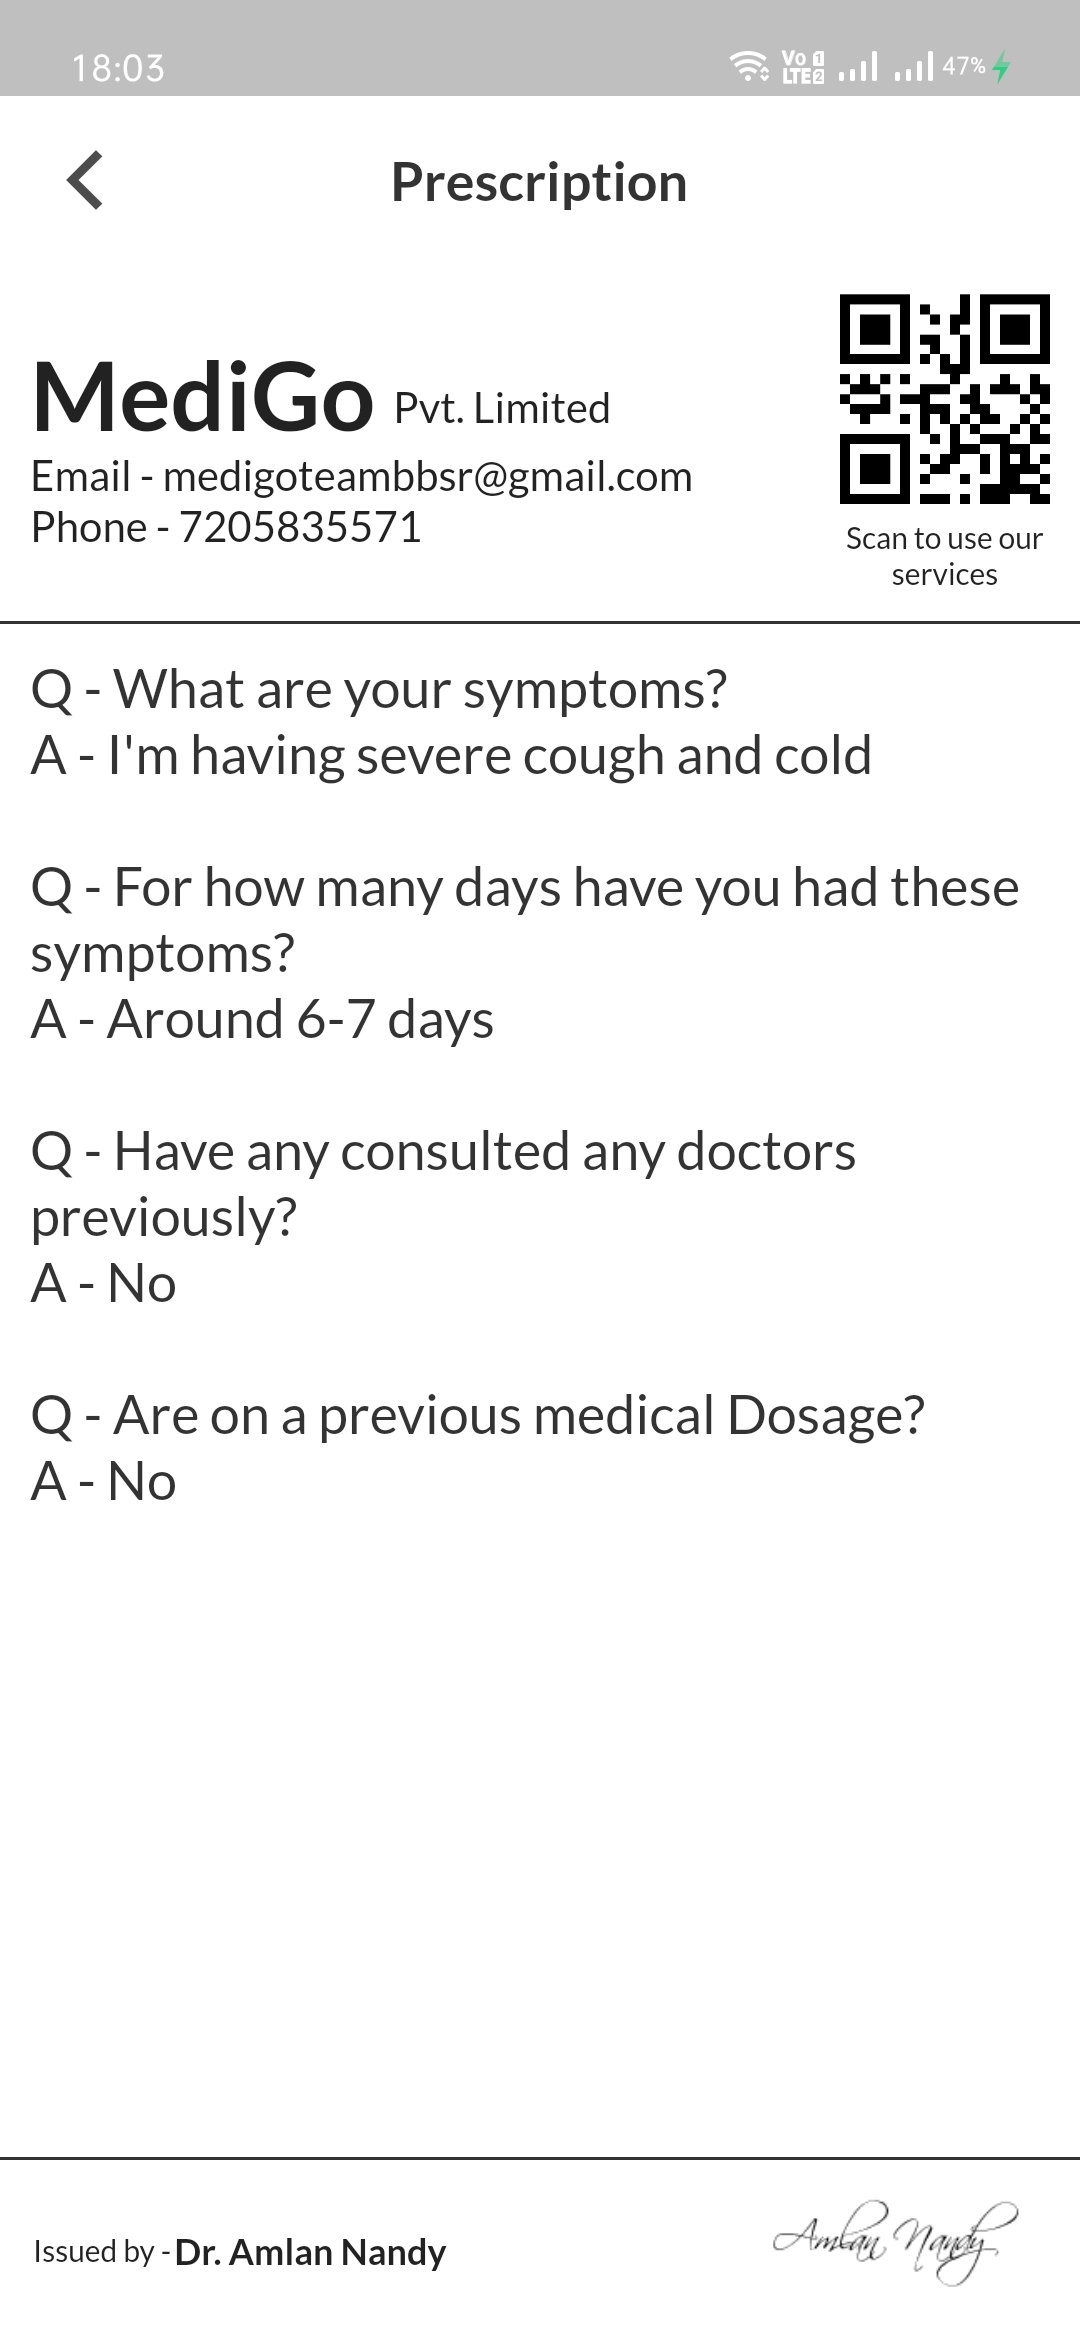 18:03
Vo 1
LTE 2
47%
Prescription
MediGo Pvt. Limited
Email - medigoteambbsr@gmail.com
Phone - 7205835571
Scan to use our
services
Q - What are your symptoms?
A - I'm having severe cough and cold
Q - For how many days have you had these
symptoms?
A - Around 6-7 days
Q - Have any consulted any doctors
previously?
A - No
Q - Are on a previous medical Dosage?
A - No
Issued by - Dr. Amlan Nandy
Amlan Nandy